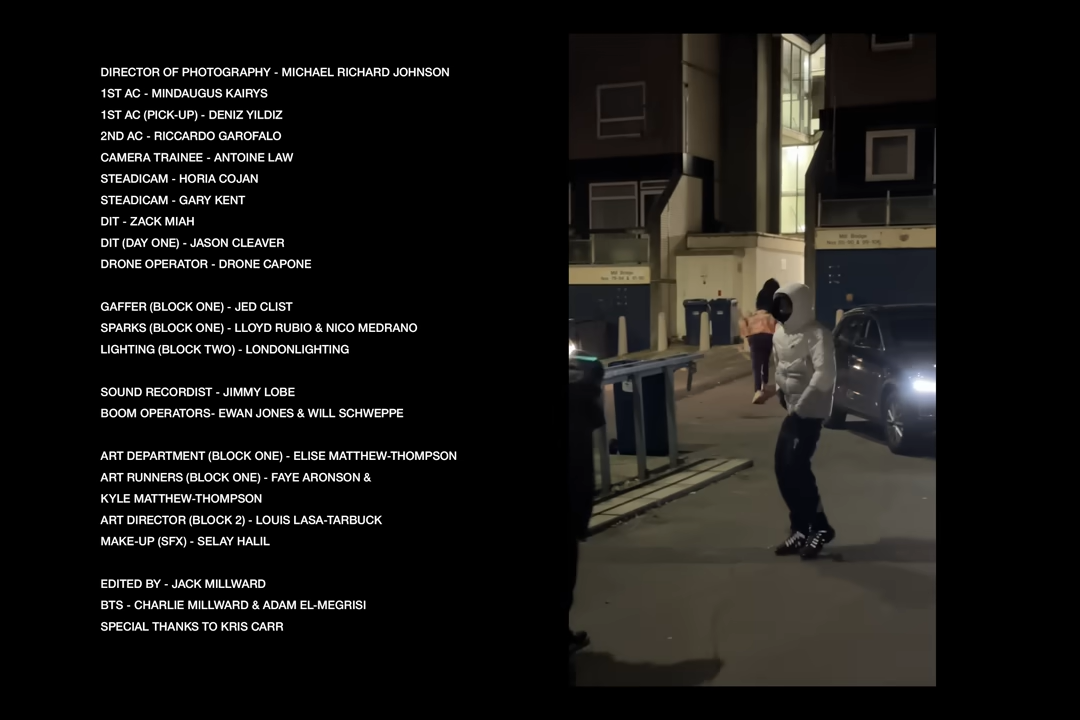 DIRECTOR OF PHOTOGRAPHY - MICHAEL RICHARD JOHNSON
1ST AC - MINDAUGUS KAIRYS
1ST AC (PICK-UP) - DENIZ YILDIZ
2ND AC - RICCARDO GAROFALO
CAMERA TRAINEE - ANTOINE LAW
STEADICAM - HORIA COJAN
STEADICAM - GARY KENT
DIT - ZACK MIAH
DIT (DAY ONE) - JASON CLEAVER
DRONE OPERATOR - DRONE CAPONE
GAFFER (BLOCK ONE) - JED CLIST
SPARKS (BLOCK ONE) - LLOYD RUBIO & NICO MEDRANO
LIGHTING (BLOCK TWO) - LONDONLIGHTING
SOUND RECORDIST - JIMMY LOBE
BOOM OPERATORS- EWAN JONES & WILL SCHWEPPE
ART DEPARTMENT (BLOCK ONE) - ELISE MATTHEW-THOMPSON
ART RUNNERS (BLOCK ONE) - FAYE ARONSON &
KYLE MATTHEW-THOMPSON
ART DIRECTOR (BLOCK 2) - LOUIS LASA-TARBUCK
MAKE-UP (SFX) - SELAY HALIL
EDITED BY - JACK MILLWARD
BTS - CHARLIE MILLWARD & ADAM EL-MEGRISI
SPECIAL THANKS TO KRIS CARR